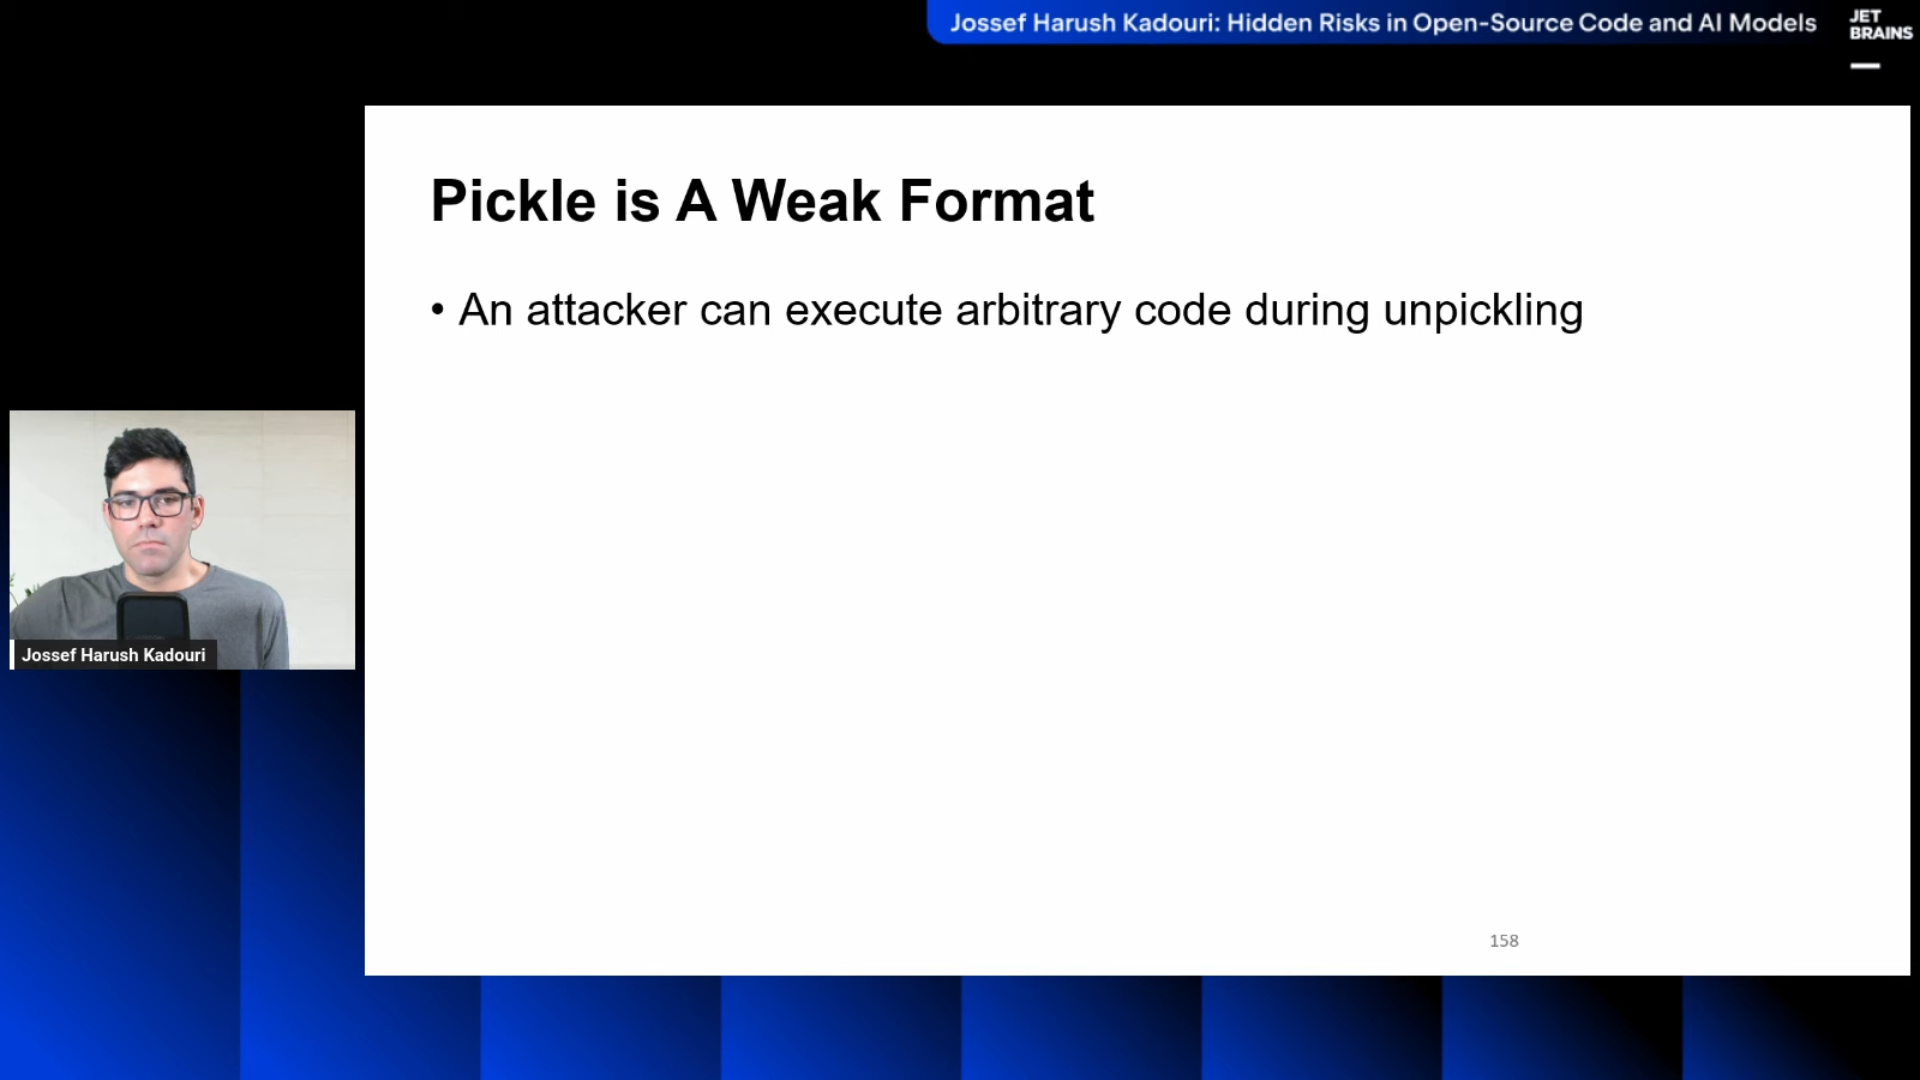 Jossef Harush Kadouri: Hidden Risks in Open-Source Code and AI Models
JET
BRAINS
Pickle is A Weak Format
• An attacker can execute arbitrary code during unpickling
Jossef Harush Kadouri
158